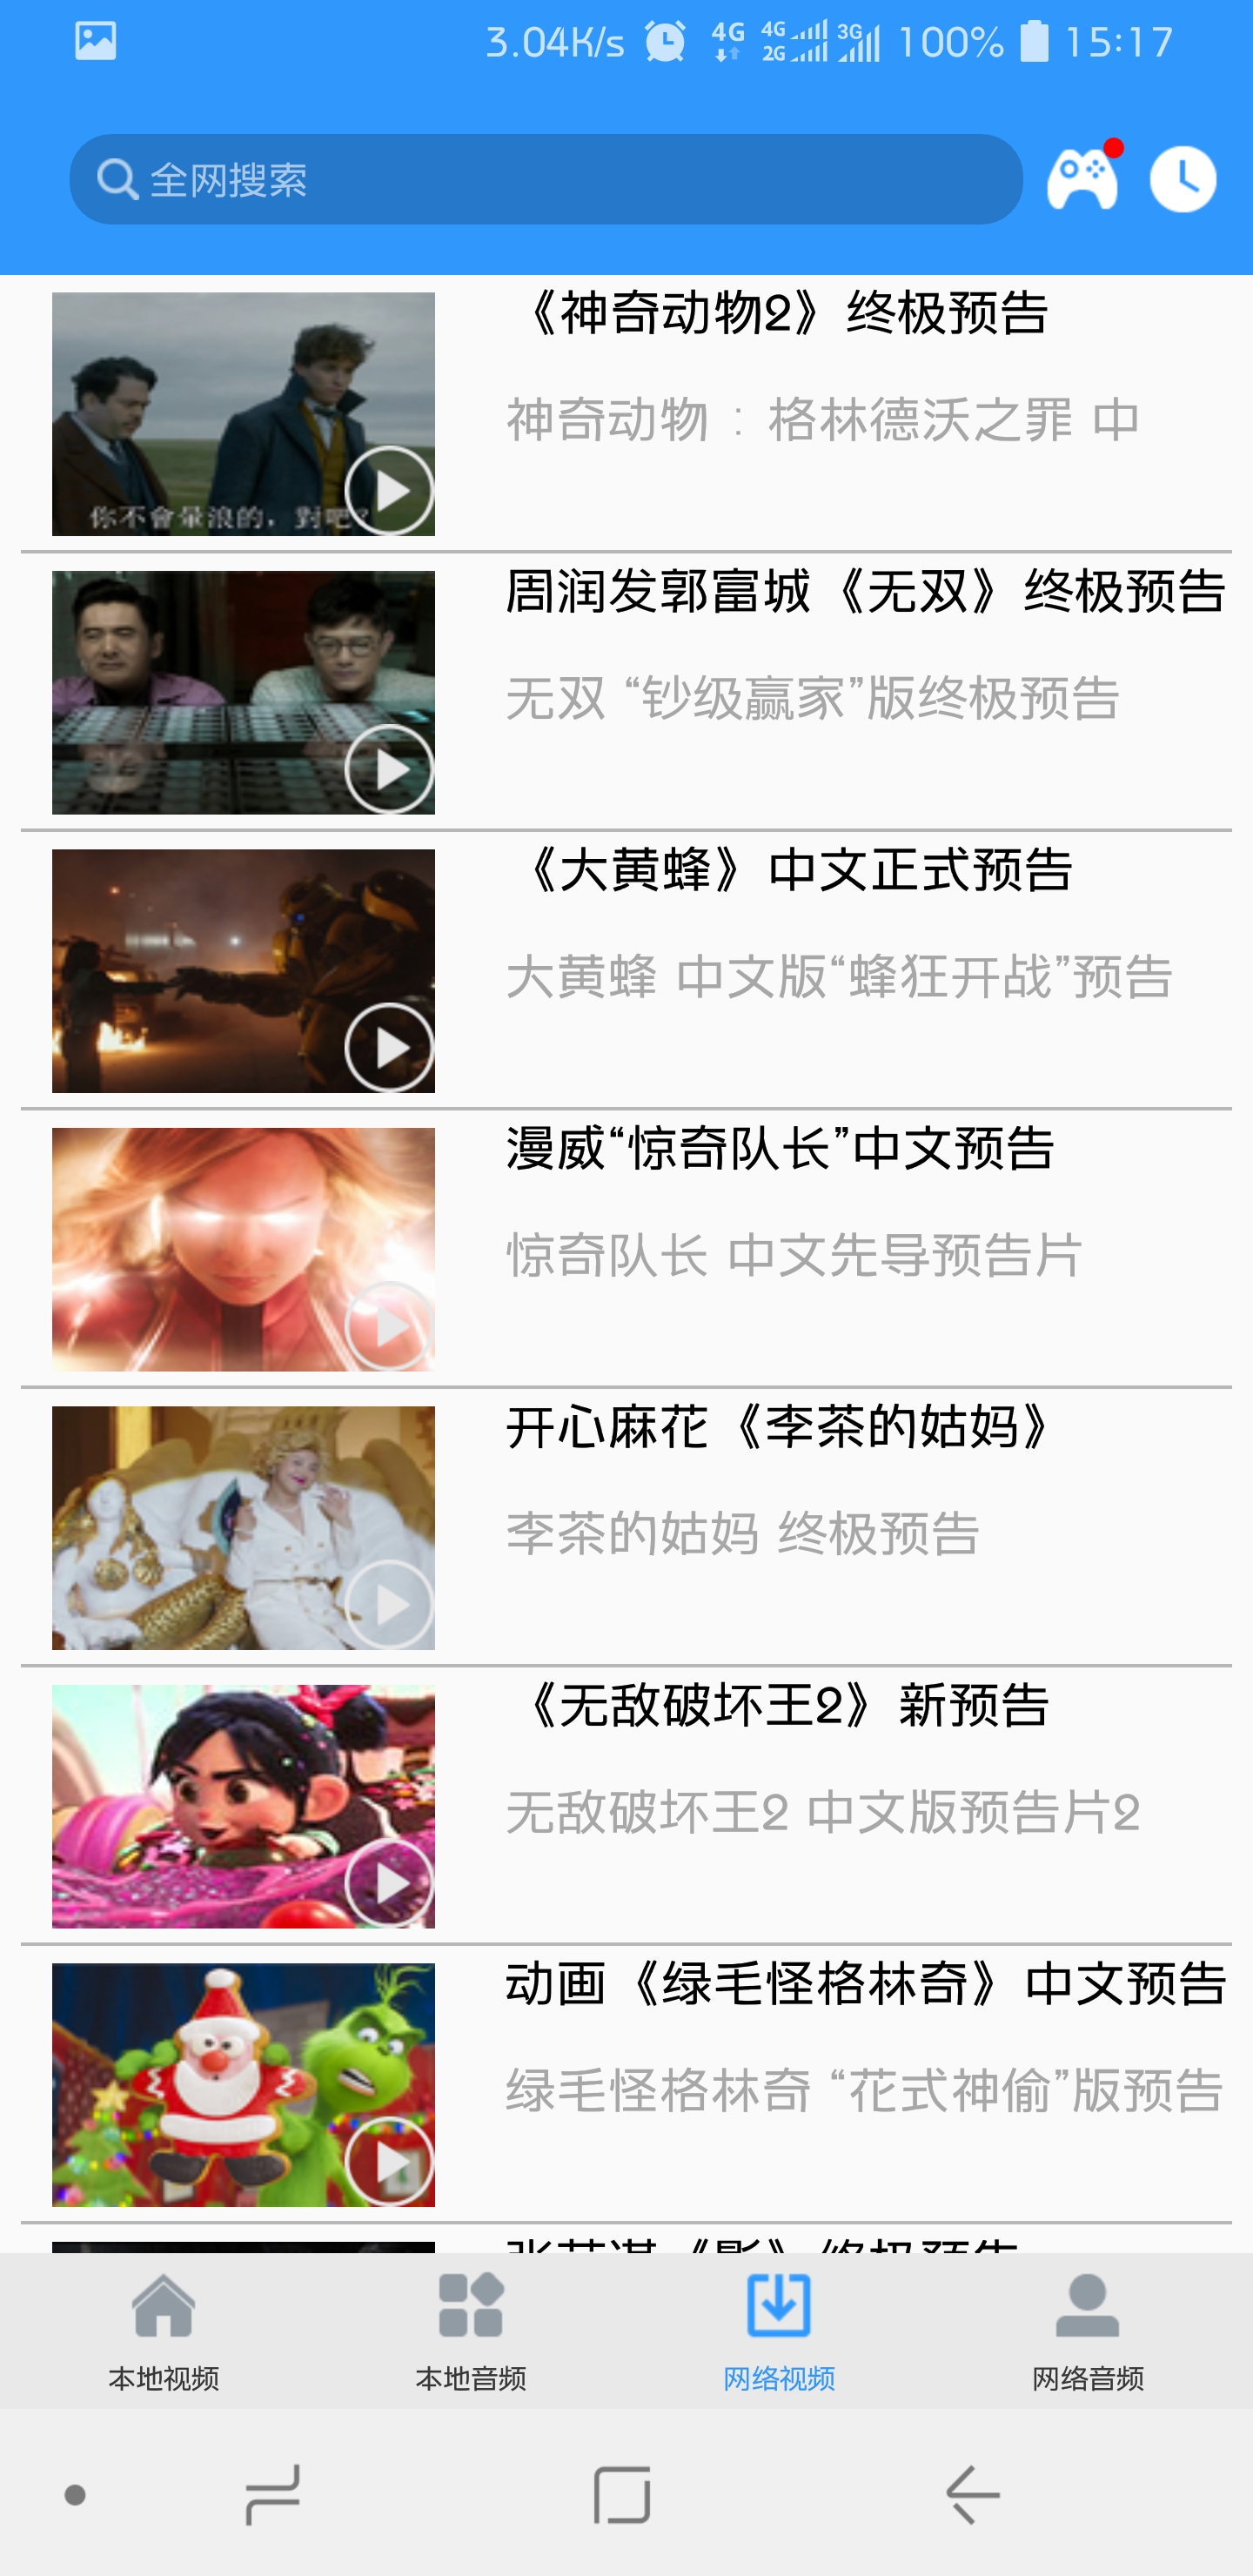 3.04K/s 4G 4G 2G 3G 100% 15:17
全网搜索
《神奇动物2》终极预告
神奇动物：格林德沃之罪 中
你不會暈浪的，對吧？
周润发郭富城《无双》终极预告
无双 “钞级赢家”版终极预告
《大黄蜂》中文正式预告
大黄蜂 中文版“蜂狂开战”预告
漫威“惊奇队长”中文预告
惊奇队长 中文先导预告片
开心麻花《李茶的姑妈》
李茶的姑妈 终极预告
《无敌破坏王2》新预告
无敌破坏王2 中文版预告片2
动画《绿毛怪格林奇》中文预告
绿毛怪格林奇 “花式神偷”版预告
张艺谋《影》终极预告
本地视频
本地音频
网络视频
网络音频